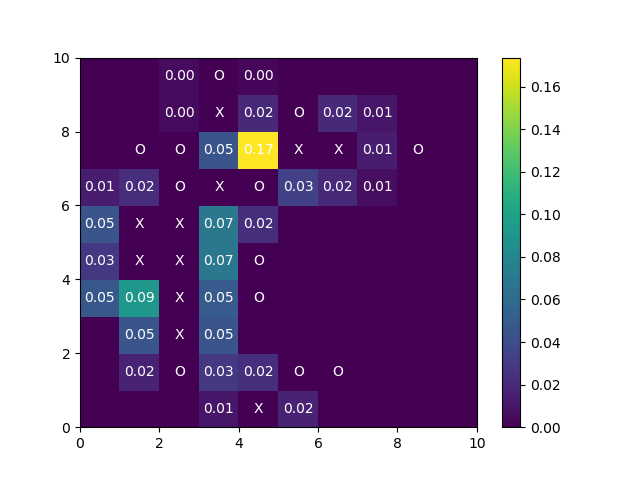 10
0.00 O 0.00
0.00 X 0.02 O 0.02 0.01
8
O O 0.05 0.17 X X 0.01 O
0.01 0.02 O X O 0.03 0.02 0.01
6
0.05 X X 0.07 0.02
0.03 X X 0.07 O
4
0.05 0.09 X 0.05 O
0.05 X 0.05
2
0.02 O 0.03 0.02 O O
0.01 X 0.02
0
0 2 4 6 8 10
0.16
0.14
0.12
0.10
0.08
0.06
0.04
0.02
0.00